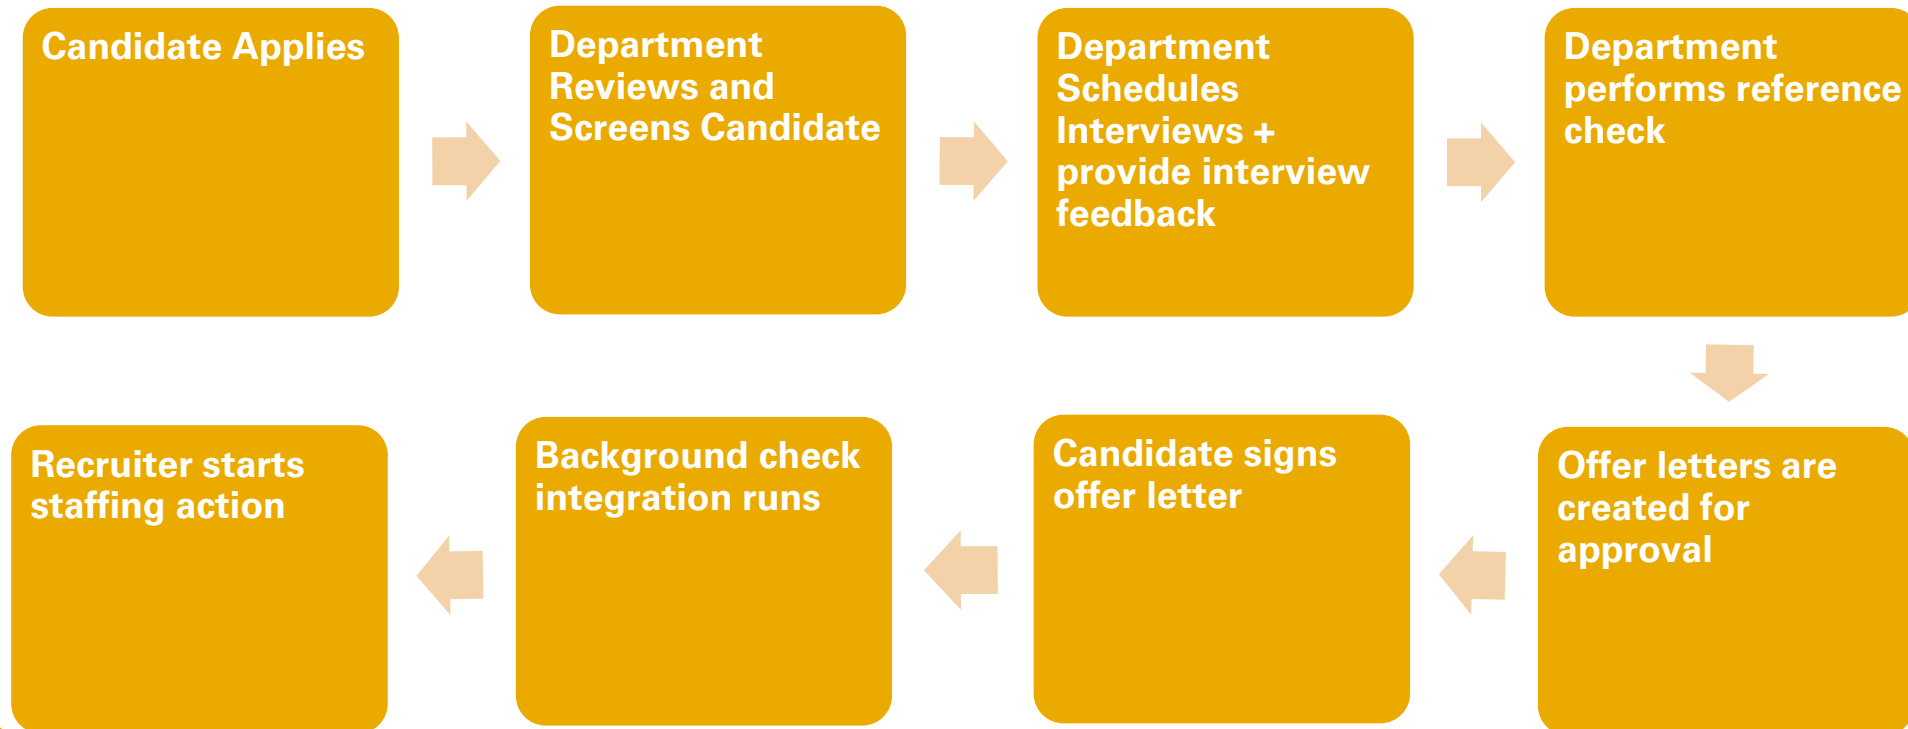 Candidate Applies
Department
Reviews and
Screens Candidate
Department
Schedules
Interviews +
provide interview
feedback
Department
performs reference
check
Offer letters are
created for
approval
Candidate signs
offer letter
Background check
integration runs
Recruiter starts
staffing action